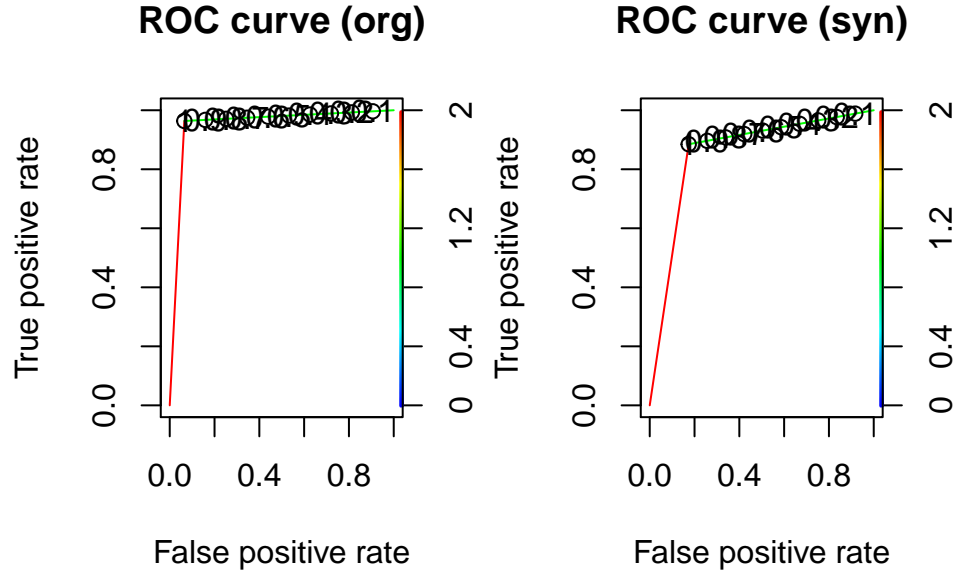 ROC curve (org)
True positive rate
0.0 0.4 0.8
0 0.4 1.2 2
0.0 0.4 0.8
False positive rate
ROC curve (syn)
True positive rate
0.0 0.4 0.8
0 0.4 1.2 2
0.0 0.4 0.8
False positive rate